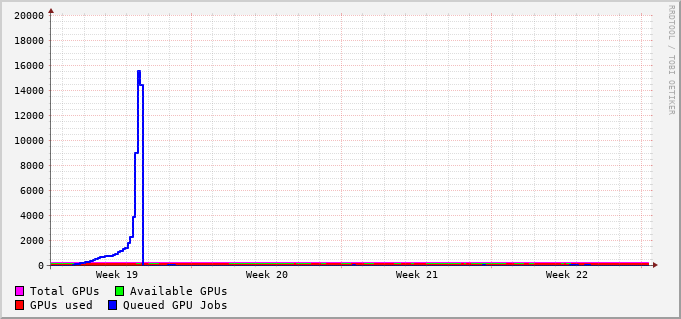 20000
18000
16000
14000
12000
10000
8000
6000
4000
2000
0
Week 19 Week 20 Week 21 Week 22
Total GPUs Available GPUs
GPUs used Queued GPU Jobs
RRDTOOL / TOBI OETIKER